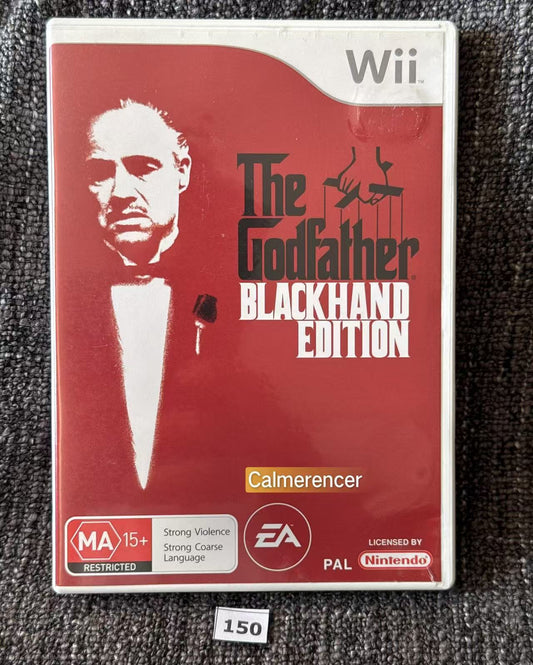 Wii™
The
Godfather®
BLACKHAND
EDITION
Calmerencer
MA 15+
RESTRICTED
Strong Violence
Strong Coarse
Language
EA
PAL
LICENSED BY
Nintendo
150